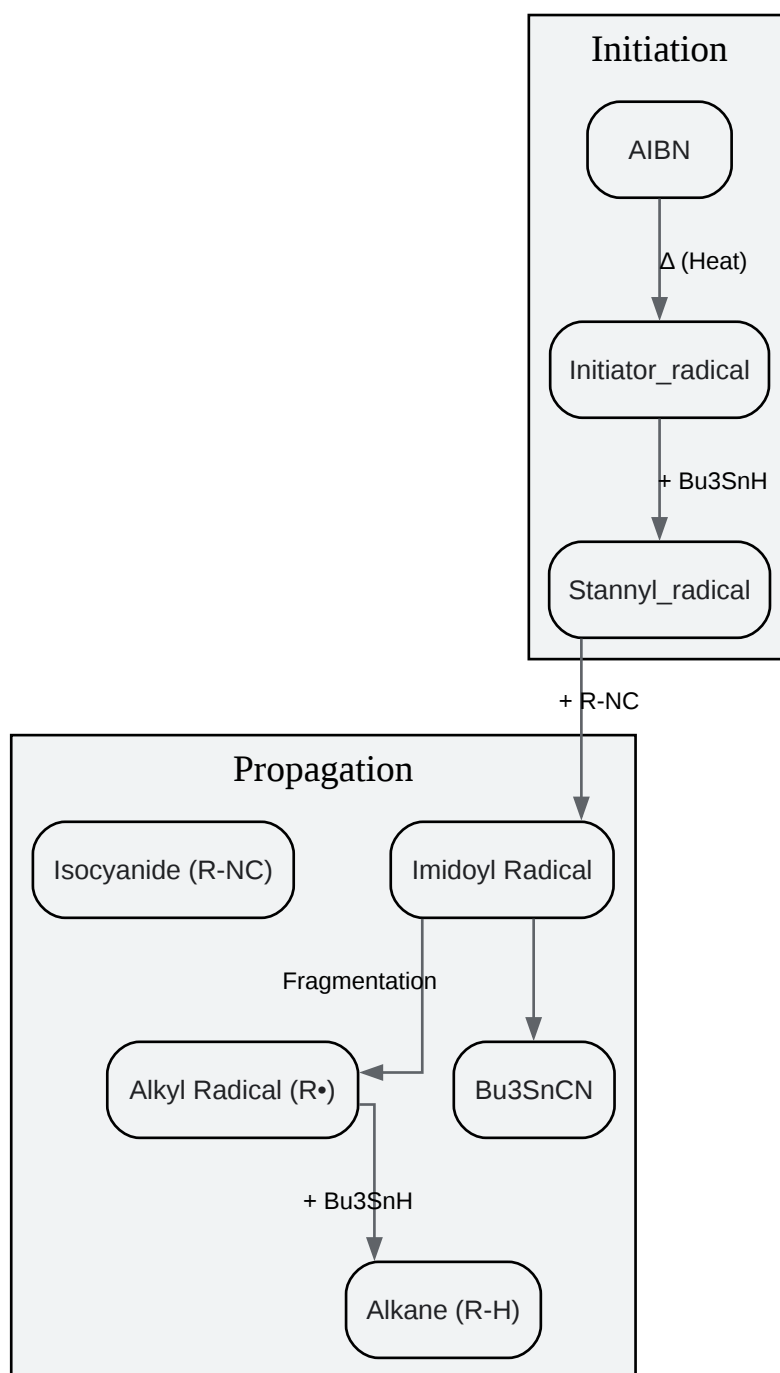 Initiation
AIBN
Δ (Heat)
Initiator_radical
+ Bu3SnH
Stannyl_radical
+ R-NC
Propagation
Isocyanide (R-NC)
Imidoyl Radical
Fragmentation
Alkyl Radical (R•)
Bu3SnCN
+ Bu3SnH
Alkane (R-H)